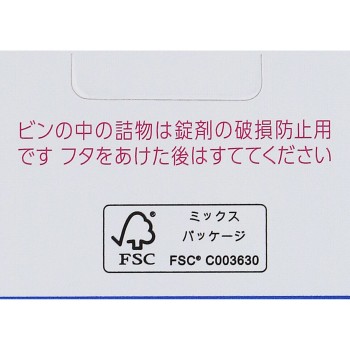 ビンの中の詰物は錠剤の破損防止用
です フタをあけた後はすててください
ミックス
パッケージ
FSC
FSC® C003630